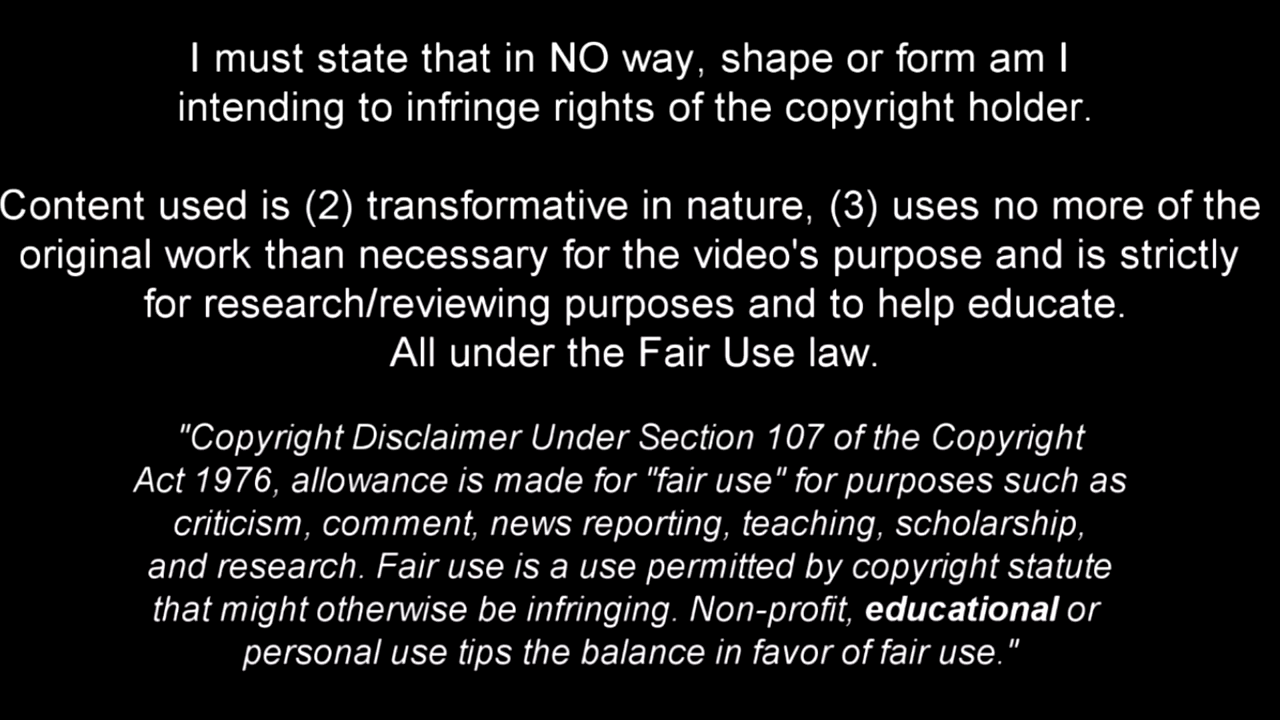 I must state that in NO way, shape or form am I
intending to infringe rights of the copyright holder.
Content used is (2) transformative in nature, (3) uses no more of the
original work than necessary for the video's purpose and is strictly
for research/reviewing purposes and to help educate.
All under the Fair Use law.
"Copyright Disclaimer Under Section 107 of the Copyright
Act 1976, allowance is made for "fair use" for purposes such as
criticism, comment, news reporting, teaching, scholarship,
and research. Fair use is a use permitted by copyright statute
that might otherwise be infringing. Non-profit, educational or
personal use tips the balance in favor of fair use."